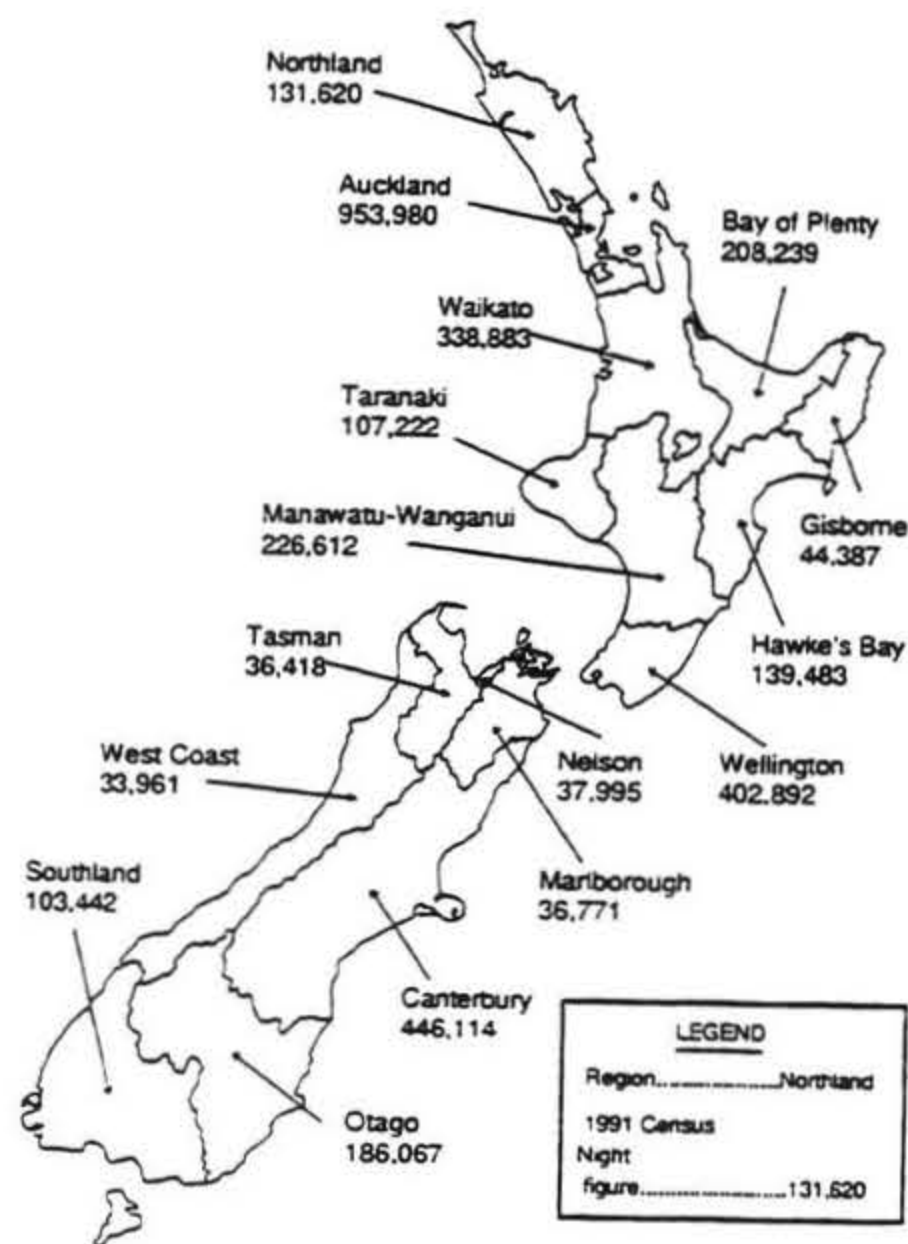 Northland
131,620
Auckland
953,980
Bay of Plenty
208,239
Waikato
338,883
Taranaki
107,222
Manawatu-Wanganui
226,612
Gisborne
44,387
Tasman
36,418
Hawke's Bay
139,483
West Coast
33,961
Nelson
37,995
Wellington
402,892
Southland
103,442
Marlborough
36,771
Canterbury
446,114
Otago
186,067
LEGEND
Region....................Northland
1991 Census
Night
figure.......................131,620